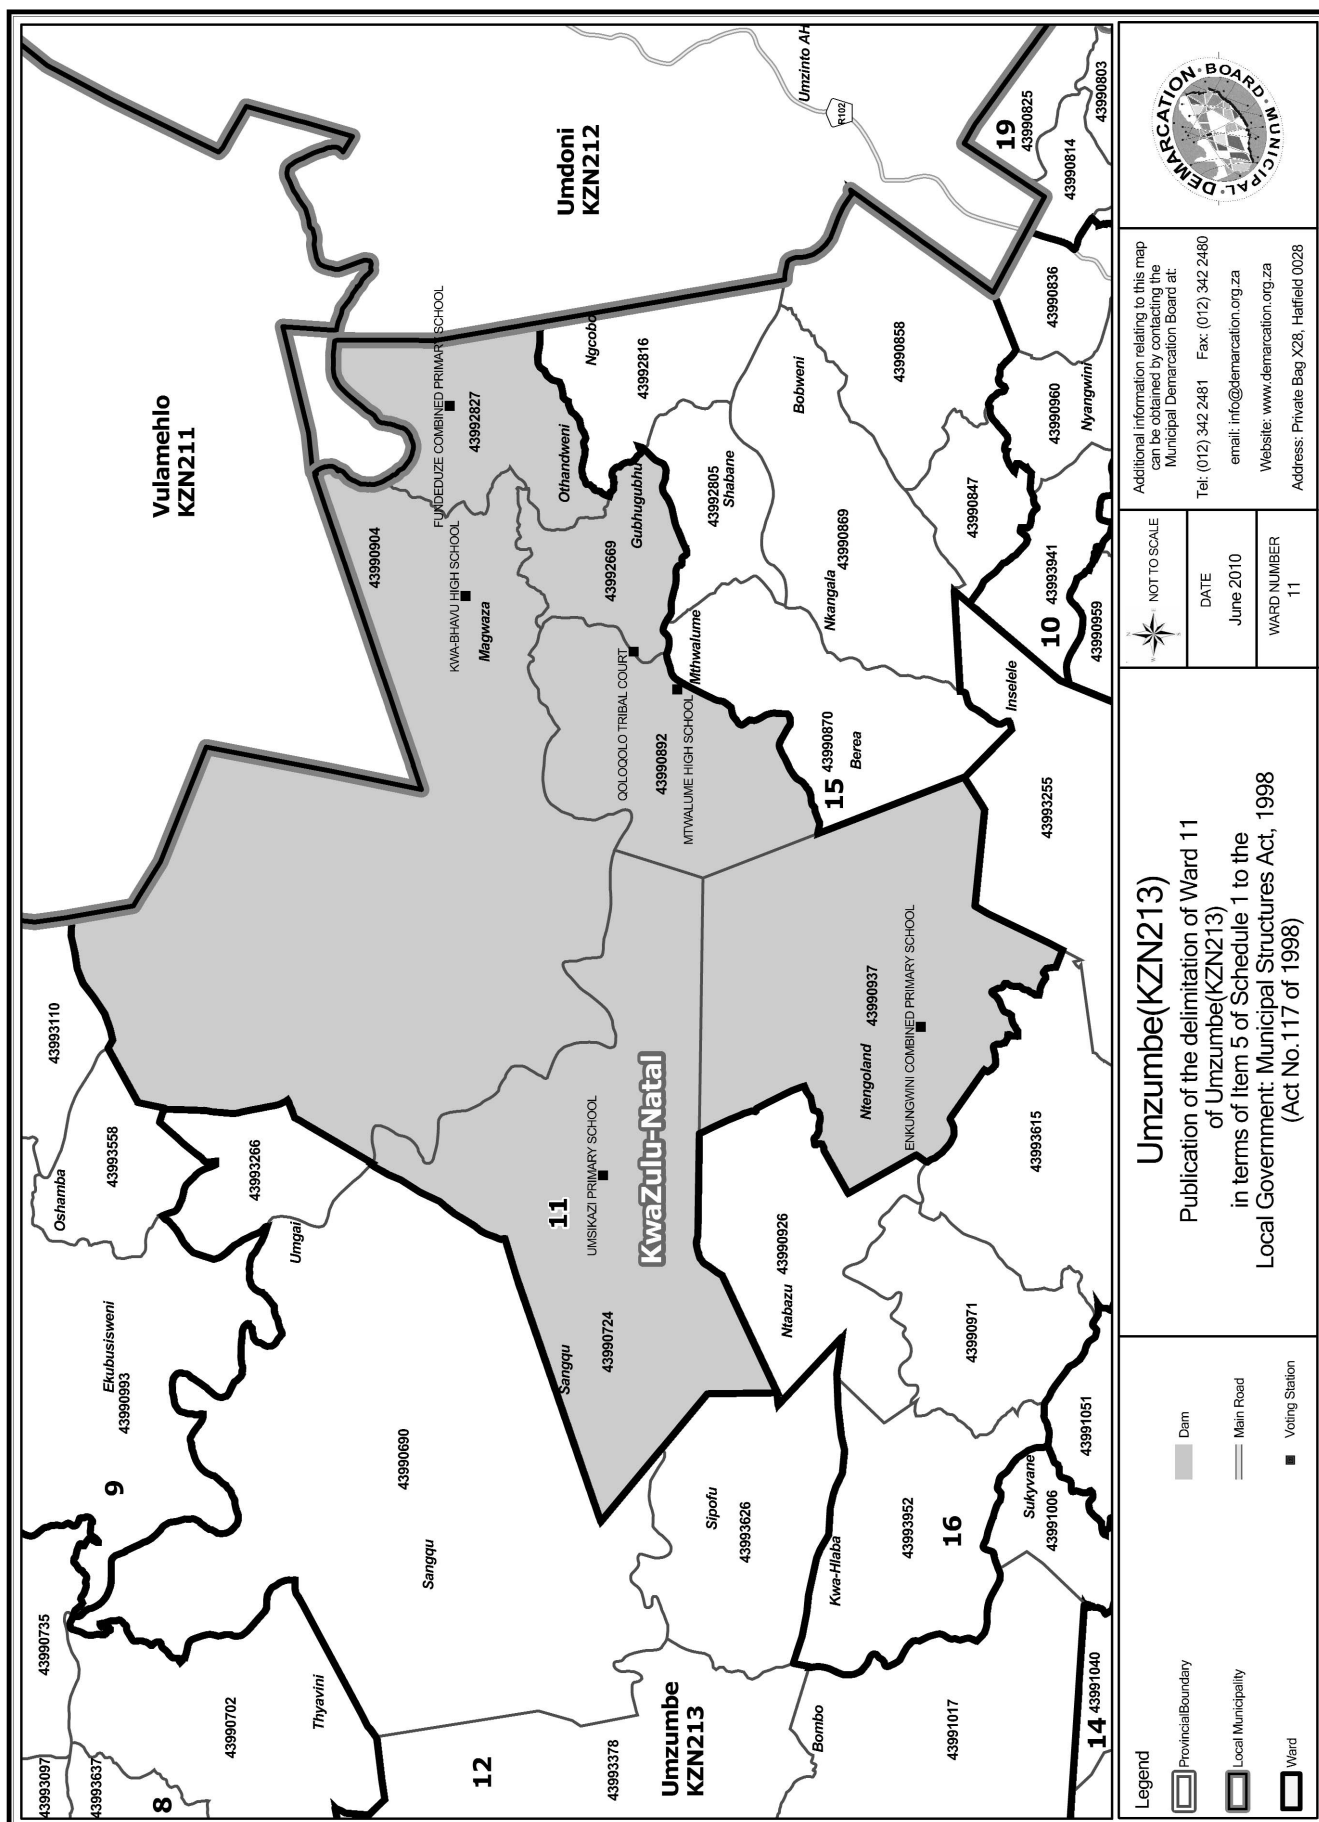 Vulamehlo
KZN211
Umdoni
KZN212
Umzinto AH
R102
19
43990825
43990814
43990803
43990836
43990960
Nyangwini
43990858
43990847
Bobweni
Ngcobo
43992816
43992805
Shabane
43990869
Nkangala
10
43993941
43990959
Inselele
43993255
15
43990870
Berea
Mthwalume
FUNDEDUZE COMBINED PRIMARY SCHOOL
43992827
Othandweni
Gubhugubhu
43992669
43990904
KWA-BHAVU HIGH SCHOOL
Magwaza
QOLOQOLO TRIBAL COURT
43990892
MTWALUME HIGH SCHOOL
43993110
Oshamba
43993558
43993266
Umgai
Ekubusisweni
43990993
9
43990690
Sangqu
43990735
43990702
Thyavini
43993097
43993637
8
12
43993378
Umzumbe
KZN213
11
UMSIKAZI PRIMARY SCHOOL
KwaZulu-Natal
Sangqu
43990724
Ntengoland
43990937
ENKUNGWINI COMBINED PRIMARY SCHOOL
43993615
43990926
Ntabazu
43990971
Sipofu
43993626
Kwa-Hlaba
43993952
16
Sukyvane
43991006
43991051
Bombo
43991017
14
43991040
Legend
ProvincialBoundary
Local Municipality
Ward
Dam
Main Road
Voting Station
Umzumbe(KZN213)
Publication of the delimitation of Ward 11
of Umzumbe(KZN213)
in terms of Item 5 of Schedule 1 to the
Local Government: Municipal Structures Act, 1998
(Act No.117 of 1998)
NOT TO SCALE
DATE
June 2010
WARD NUMBER
11
Additional information relating to this map
can be obtained by contacting the
Municipal Demarcation Board at:
Tel: (012) 342 2481 Fax: (012) 342 2480
email: info@demarcation.org.za
Website: www.demarcation.org.za
Address: Private Bag X28, Hatfield 0028
MUNICIPAL DEMARCATION BOARD